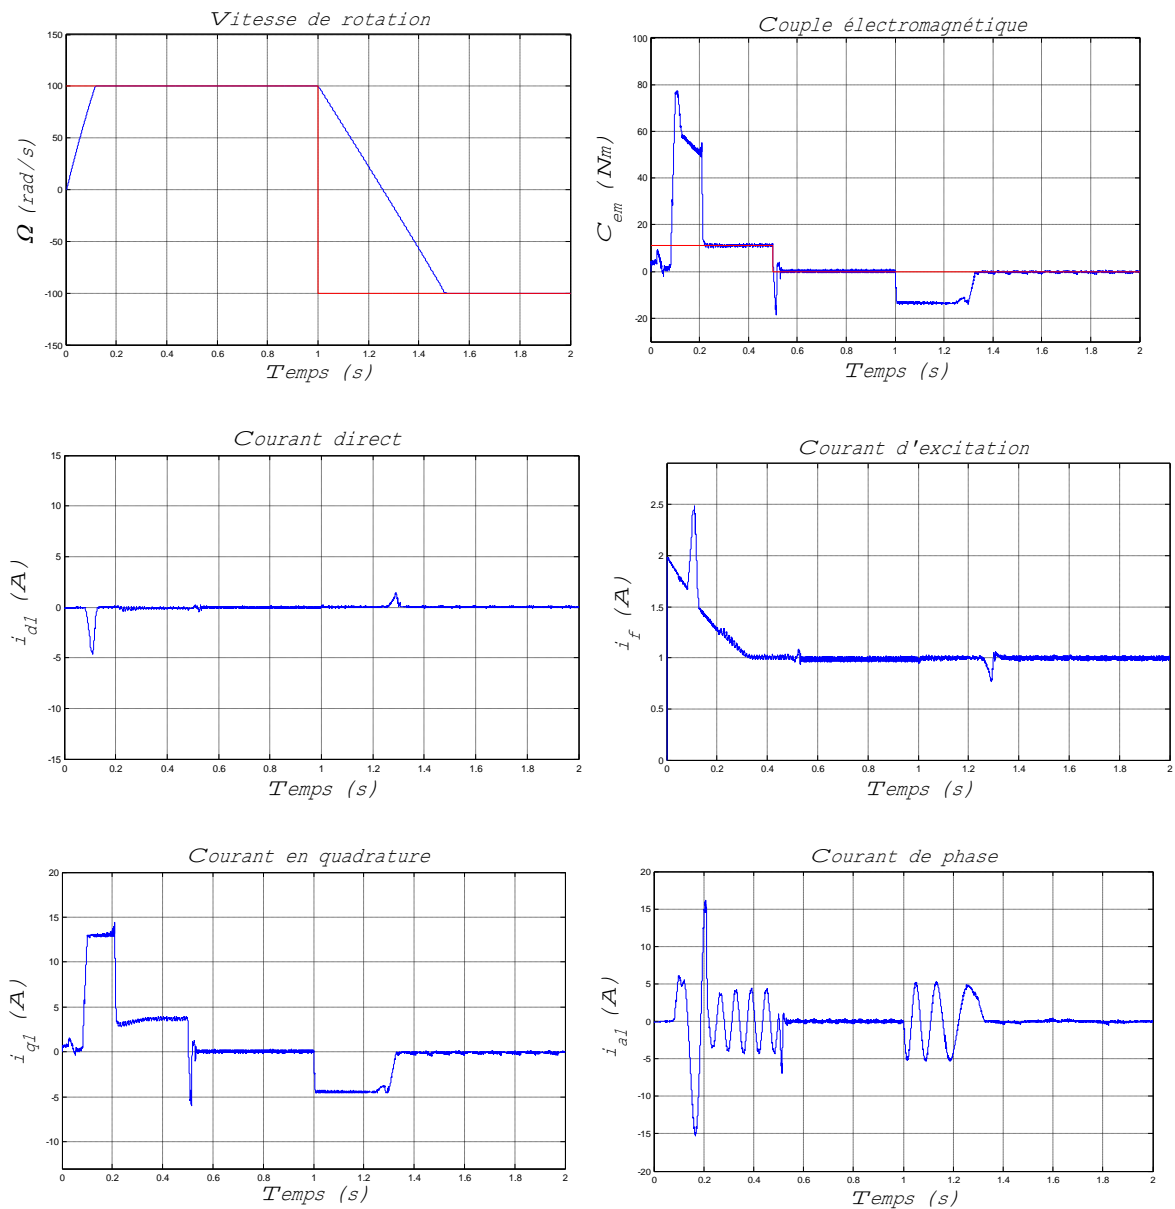 Vitesse de rotation
150
100
50
0
-50
-100
-150
Ω (rad/s)
0 0.2 0.4 0.6 0.8 1 1.2 1.4 1.6 1.8 2
Temps (s)
Couple électromagnétique
100
80
60
40
20
0
-20
C em (Nm)
0 0.2 0.4 0.6 0.8 1 1.2 1.4 1.6 1.8 2
Temps (s)
Courant direct
15
10
5
0
-5
-10
-15
i d1 (A)
0 0.2 0.4 0.6 0.8 1 1.2 1.4 1.6 1.8 2
Temps (s)
Courant d'excitation
2.5
2
1.5
1
0.5
0
i f (A)
0 0.2 0.4 0.6 0.8 1 1.2 1.4 1.6 1.8 2
Temps (s)
Courant en quadrature
20
15
10
5
0
-5
-10
i q1 (A)
0 0.2 0.4 0.6 0.8 1 1.2 1.4 1.6 1.8 2
Temps (s)
Courant de phase
20
15
10
5
0
-5
-10
-15
-20
i a1 (A)
0 0.2 0.4 0.6 0.8 1 1.2 1.4 1.6 1.8 2
Temps (s)